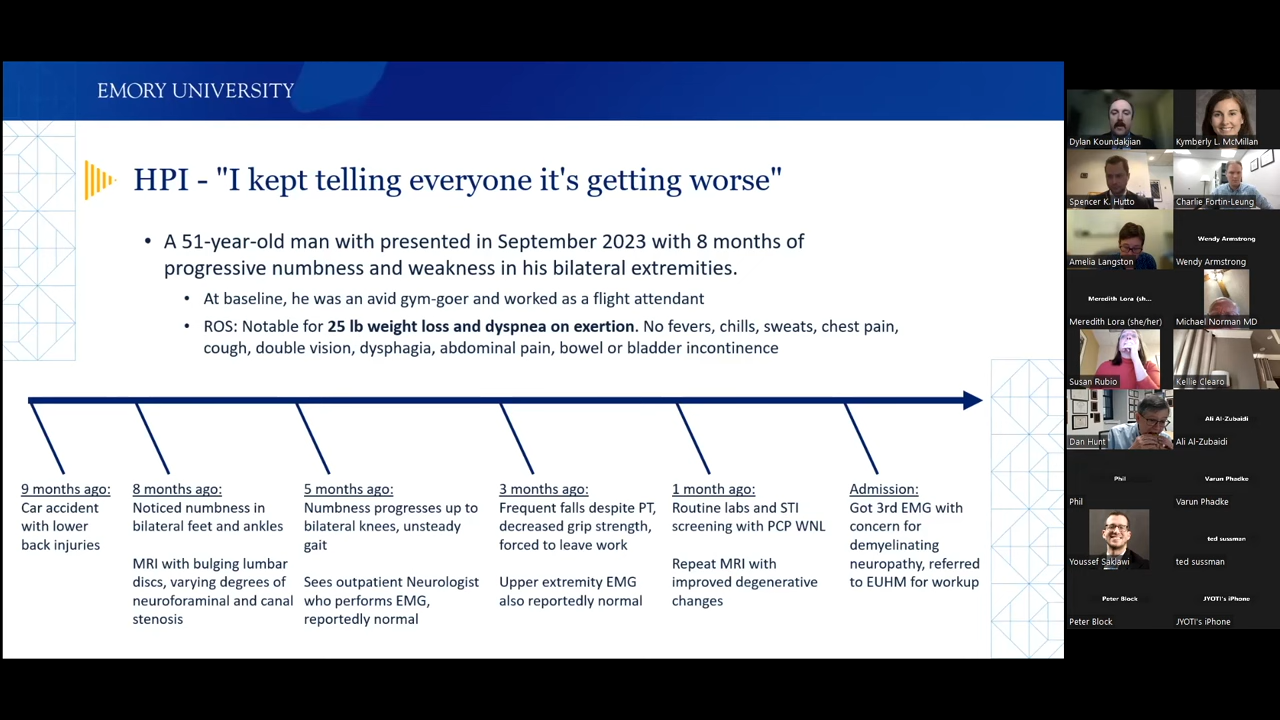 EMORY UNIVERSITY
HPI - "I kept telling everyone it's getting worse"
• A 51-year-old man with presented in September 2023 with 8 months of
progressive numbness and weakness in his bilateral extremities.
• At baseline, he was an avid gym-goer and worked as a flight attendant
• ROS: Notable for 25 lb weight loss and dyspnea on exertion. No fevers, chills, sweats, chest pain,
cough, double vision, dysphagia, abdominal pain, bowel or bladder incontinence
9 months ago:
Car accident
with lower
back injuries
8 months ago:
Noticed numbness in
bilateral feet and ankles
MRI with bulging lumbar
discs, varying degrees of
neuroforaminal and canal
stenosis
5 months ago:
Numbness progresses up to
bilateral knees, unsteady
gait
Sees outpatient Neurologist
who performs EMG,
reportedly normal
3 months ago:
Frequent falls despite PT,
decreased grip strength,
forced to leave work
Upper extremity EMG
also reportedly normal
1 month ago:
Routine labs and STI
screening with PCP WNL
Repeat MRI with
improved degenerative
changes
Admission:
Got 3rd EMG with
concern for
demyelinating
neuropathy, referred
to EUHM for workup
Dylan Koundakjian
Kymberly L. McMillan
Spencer K. Hutto
Charlie Fortin-Leung
Amelia Langston
Wendy Armstrong
Wendy Armstrong
Meredith Lora (sh...
Meredith Lora (she/her)
Michael Norman MD
Susan Rubio
Kellie Clearo
Dan Hunt
Ali Al-Zubaidi
Ali Al-Zubaidi
Phil
Phil
Varun Phadke
Varun Phadke
Youssef Saklawi
ted sussman
ted sussman
Peter Block
Peter Block
JYOTI's iPhone
JYOTI's iPhone